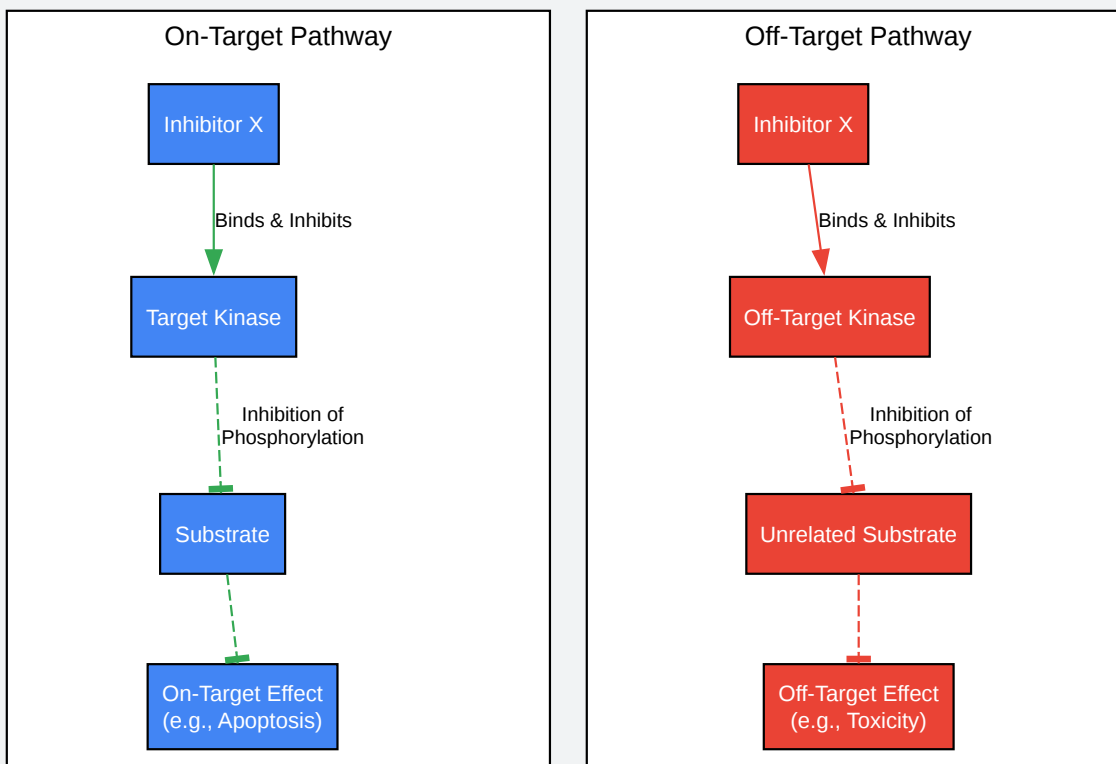 On-Target Pathway
Inhibitor X
Binds & Inhibits
Target Kinase
Inhibition of
Phosphorylation
Substrate
On-Target Effect
(e.g., Apoptosis)
Off-Target Pathway
Inhibitor X
Binds & Inhibits
Off-Target Kinase
Inhibition of
Phosphorylation
Unrelated Substrate
Off-Target Effect
(e.g., Toxicity)